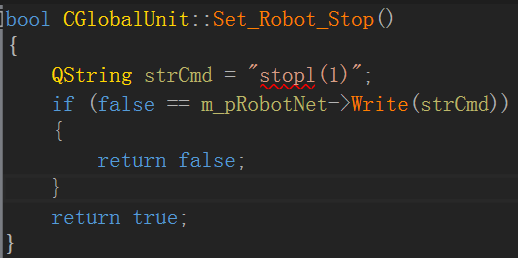 bool CGlobalUnit::Set_Robot_Stop()
{
    QString strCmd = "stopl(1)";
    if (false == m_pRobotNet->Write(strCmd))
    {
        return false;
    }
    return true;
}